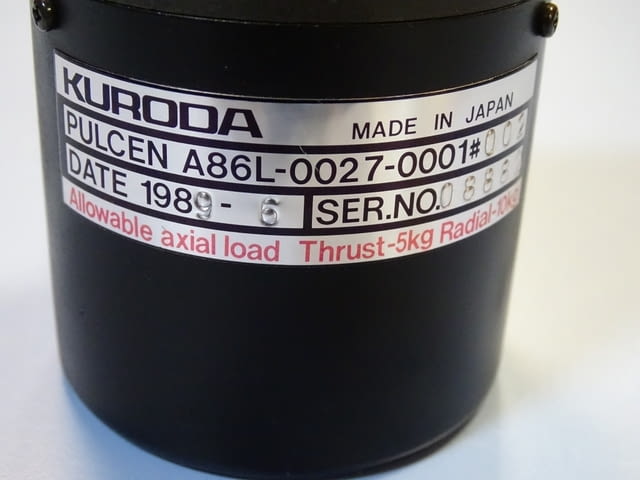 KURODA
MADE IN JAPAN
PULCEN A86L-0027-0001#002
DATE 1989-6 SER.NO.
Allowable axial load Thrust-5kg Radial-10kg